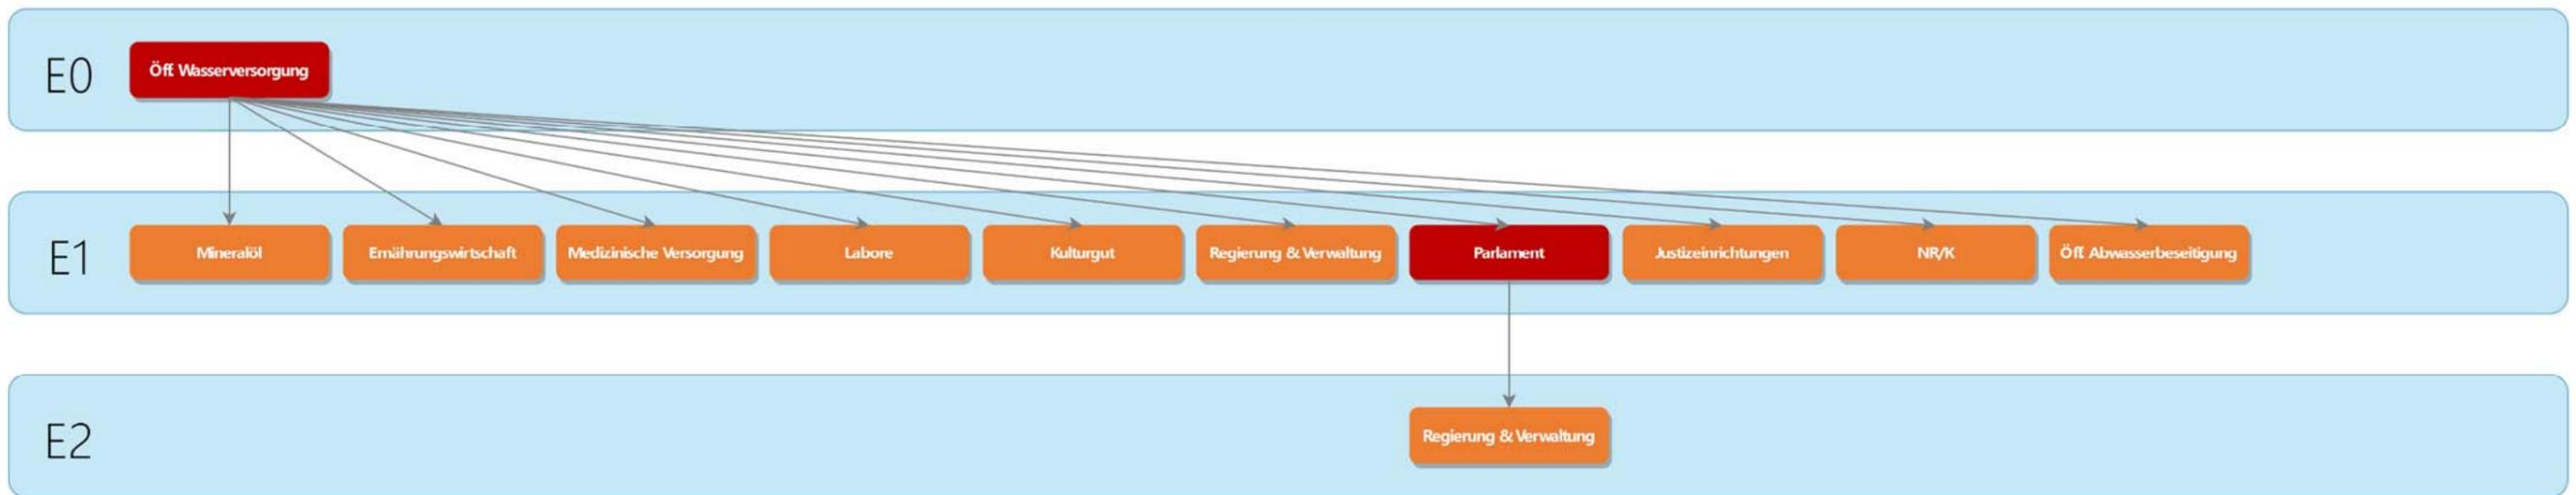 E0
Öff. Wasserversorgung
E1
Mineralöl
Ernährungswirtschaft
Medizinische Versorgung
Labore
Kulturgut
Regierung & Verwaltung
Parlament
Justizeinrichtungen
NR/K
Öff. Abwasserbeseitigung
E2
Regierung & Verwaltung